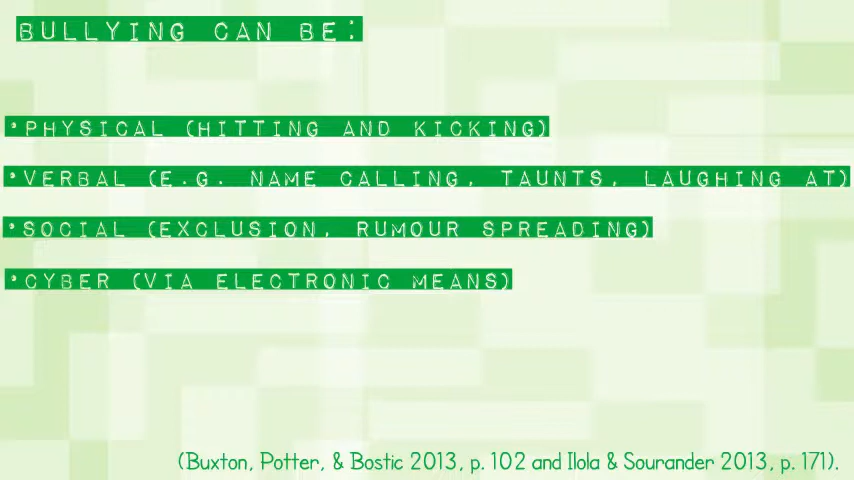 BULLYING CAN BE:
•PHYSICAL (HITTING AND KICKING)
•VERBAL (E.G. NAME CALLING, TAUNTS, LAUGHING AT)
•SOCIAL (EXCLUSION, RUMOUR SPREADING)
•CYBER (VIA ELECTRONIC MEANS)
(Buxton, Potter, & Bostic 2013, p. 102 and Ilola & Sourander 2013, p. 171).